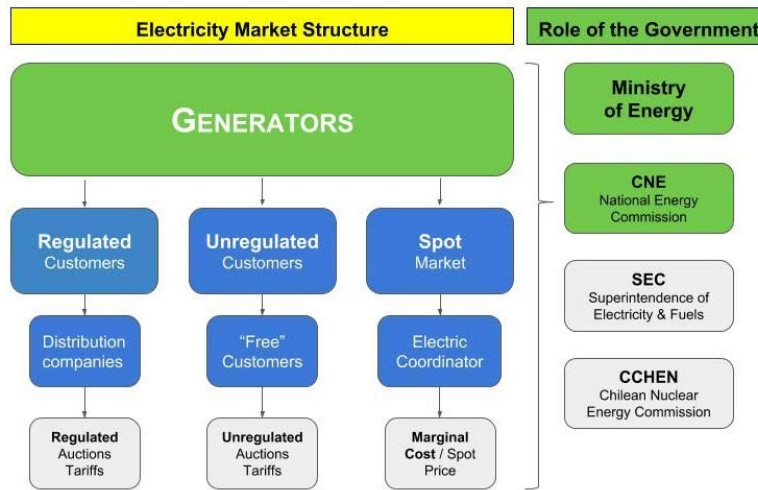 Electricity Market Structure
Role of the Government
GENERATORS
Regulated
Customers
Unregulated
Customers
Spot
Market
Distribution
companies
“Free”
Customers
Electric
Coordinator
Regulated
Auctions
Tariffs
Unregulated
Auctions
Tariffs
Marginal
Cost / Spot
Price
Ministry
of Energy
CNE
National Energy
Commission
SEC
Superintendence of
Electricity & Fuels
CCHEN
Chilean Nuclear
Energy Commission